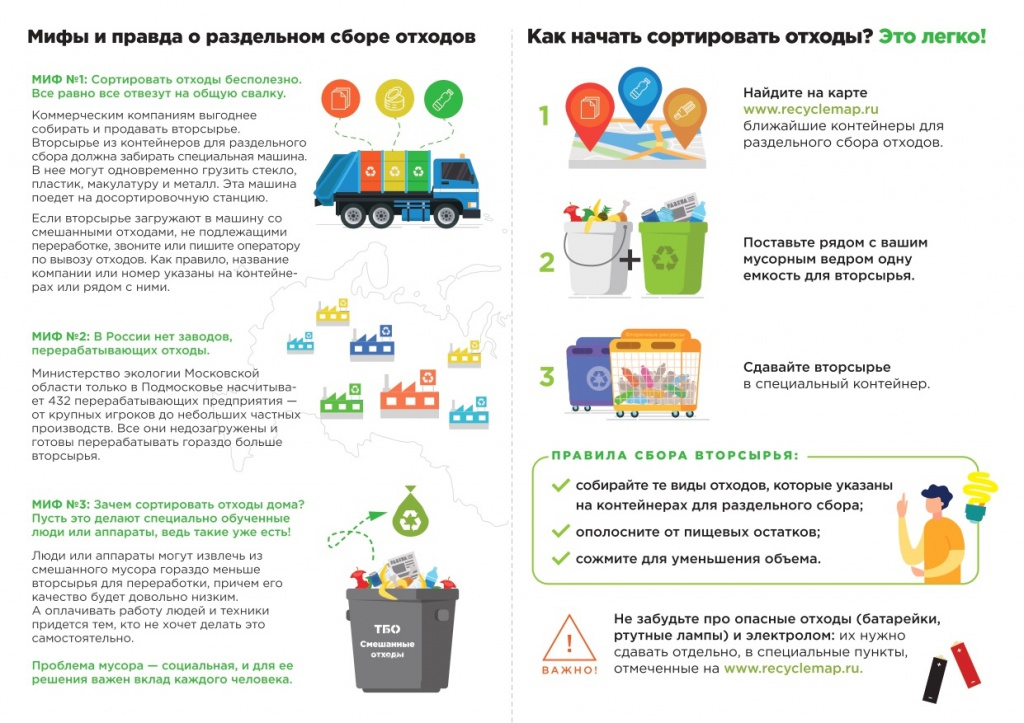 Мифы и правда о раздельном сборе отходов
МИФ №1: Сортировать отходы бесполезно.
Все равно все отвезут на общую свалку.
Коммерческим компаниям выгоднее
собирать и продавать вторсырье.
Вторсырье из контейнеров для раздельного
сбора должна забирать специальная машина.
В нее могут одновременно грузить стекло,
пластик, макулатуру и металл. Эта машина
поедет на досортировочную станцию.
Если вторсырье загружают в машину со
смешанными отходами, не подлежащими
переработке, звоните или пишите оператору
по вывозу отходов. Как правило, название
компании или номер указаны на контейне-
рах или рядом с ними.
МИФ №2: В России нет заводов,
перерабатывающих отходы.
Министерство экологии Московской
области только в Подмосковье насчитыва-
ет 432 перерабатывающих предприятия —
от крупных игроков до небольших частных
производств. Все они недозагружены и
готовы перерабатывать гораздо больше
вторсырья.
МИФ №3: Зачем сортировать отходы дома?
Пусть это делают специально обученные
люди или аппараты, ведь такие уже есть!
Люди или аппараты могут извлечь из
смешанного мусора гораздо меньше
вторсырья для переработки, причем его
качество будет довольно низким.
А оплачивать работу людей и техники
придется тем, кто не хочет делать это
самостоятельно.
Проблема мусора — социальная, и для ее
решения важен вклад каждого человека.
ТБО
Смешанные
отходы
Как начать сортировать отходы? Это легко!
1
Найдите на карте
www.recyclemap.ru
ближайшие контейнеры для
раздельного сбора отходов.
2
+
Поставьте рядом с вашим
мусорным ведром одну
емкость для вторсырья.
3
Сдавайте вторсырье
в специальный контейнер.
ПРАВИЛА СБОРА ВТОРСЫРЬЯ:
собирайте те виды отходов, которые указаны
на контейнерах для раздельного сбора;
ополосните от пищевых остатков;
сожмите для уменьшения объема.
!
ВАЖНО!
Не забудьте про опасные отходы (батарейки,
ртутные лампы) и электролом: их нужно
сдавать отдельно, в специальные пункты,
отмеченные на www.recyclemap.ru.